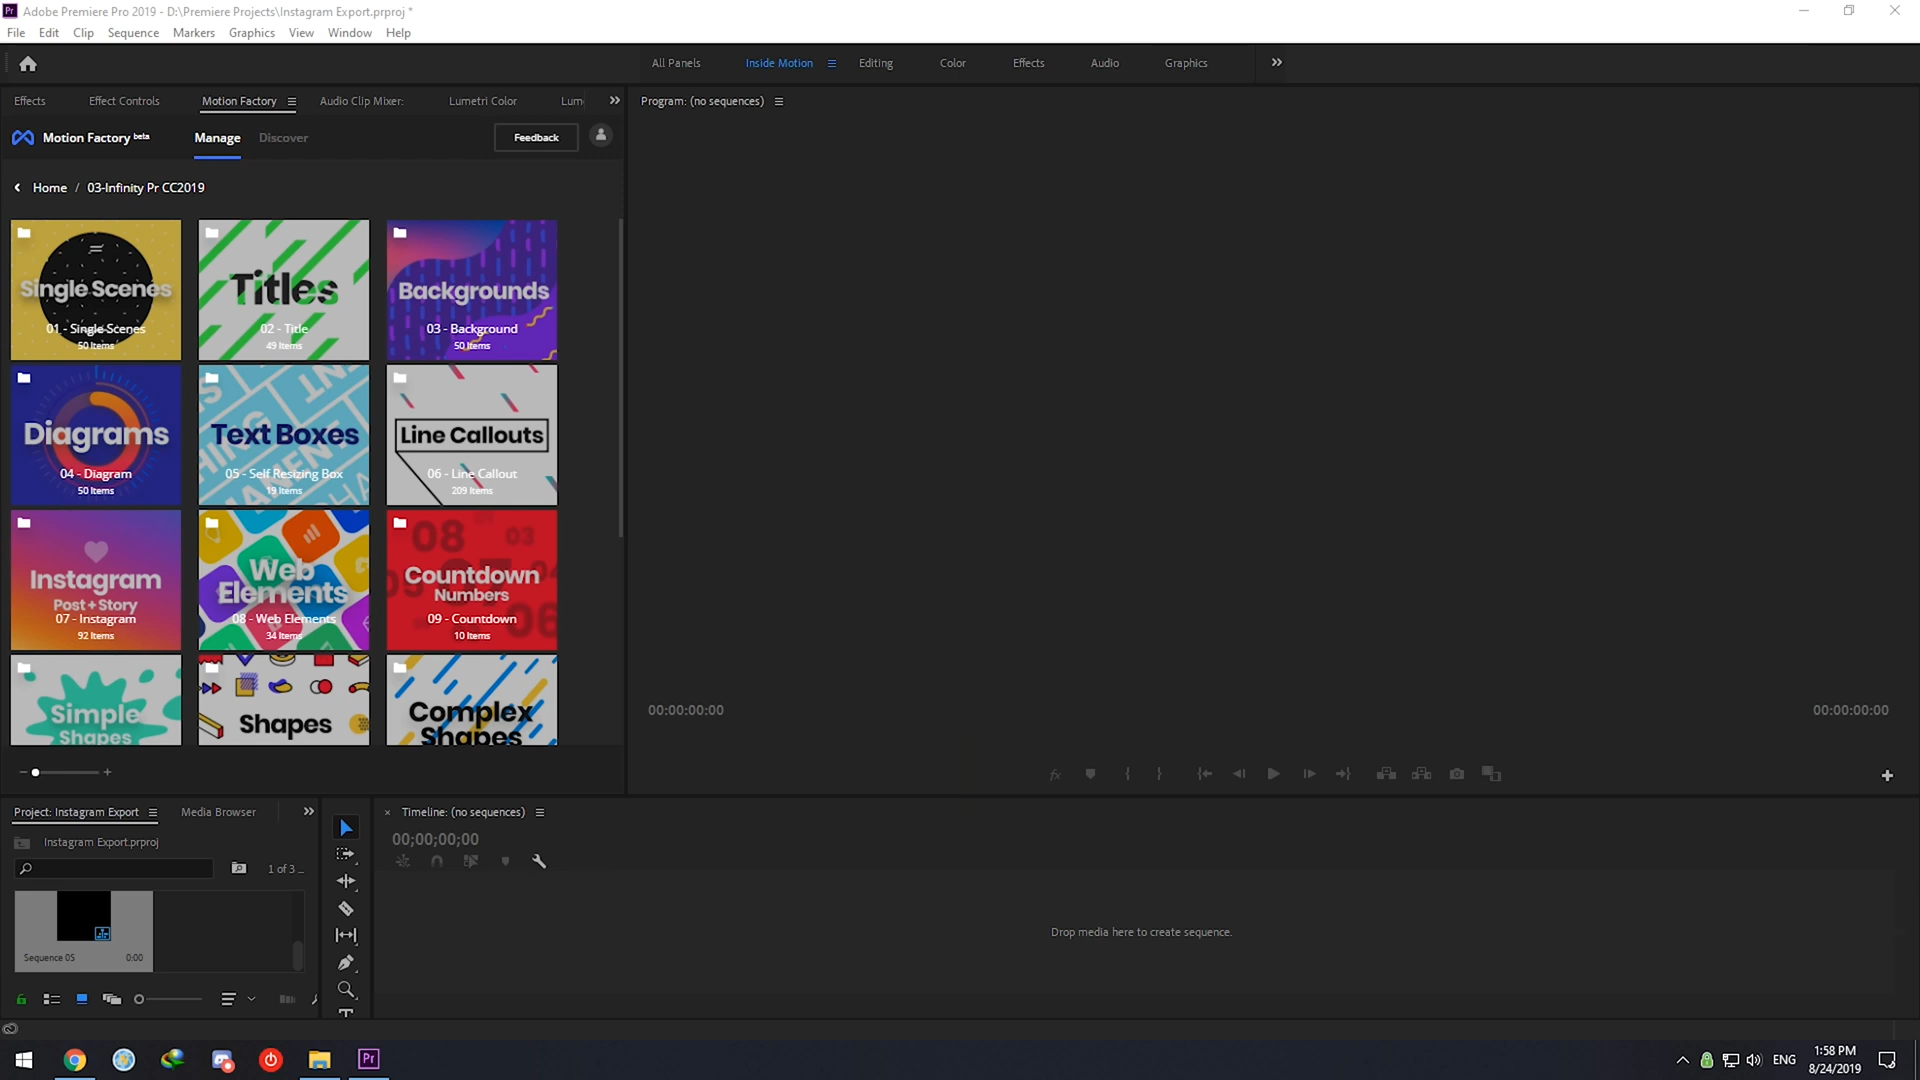 Adobe Premiere Pro 2019 - D:\Premiere Projects\Instagram Export.prproj *
File Edit Clip Sequence Markers Graphics View Window Help
All Panels Inside Motion Editing Color Effects Audio Graphics
Effects Effect Controls Motion Factory Audio Clip Mixer: Lumetri Color Lum
Program: (no sequences)
Motion Factory beta Manage Discover Feedback
Home / 03-Infinity Pr CC2019
Single Scenes
01 - Single Scenes
50 Items
Titles
02 - Title
49 Items
Backgrounds
03 - Background
50 Items
Diagrams
04 - Diagram
50 Items
Text Boxes
05 - Self Resizing Box
19 Items
Line Callouts
06 - Line Callout
209 Items
Instagram
Post + Story
07 - Instagram
92 Items
Web
Elements
08 - Web Elements
34 Items
08 03
07
09
06
Countdown
Numbers
09 - Countdown
10 Items
Simple
Shapes
Shapes
Complex
Shapes
00:00:00:00
00:00:00:00
fx
Project: Instagram Export Media Browser
Instagram Export.prproj
1 of 3 ...
Sequence 05 0:00
Timeline: (no sequences)
00;00;00;00
Drop media here to create sequence.
Pr
ENG
1:58 PM
8/24/2019